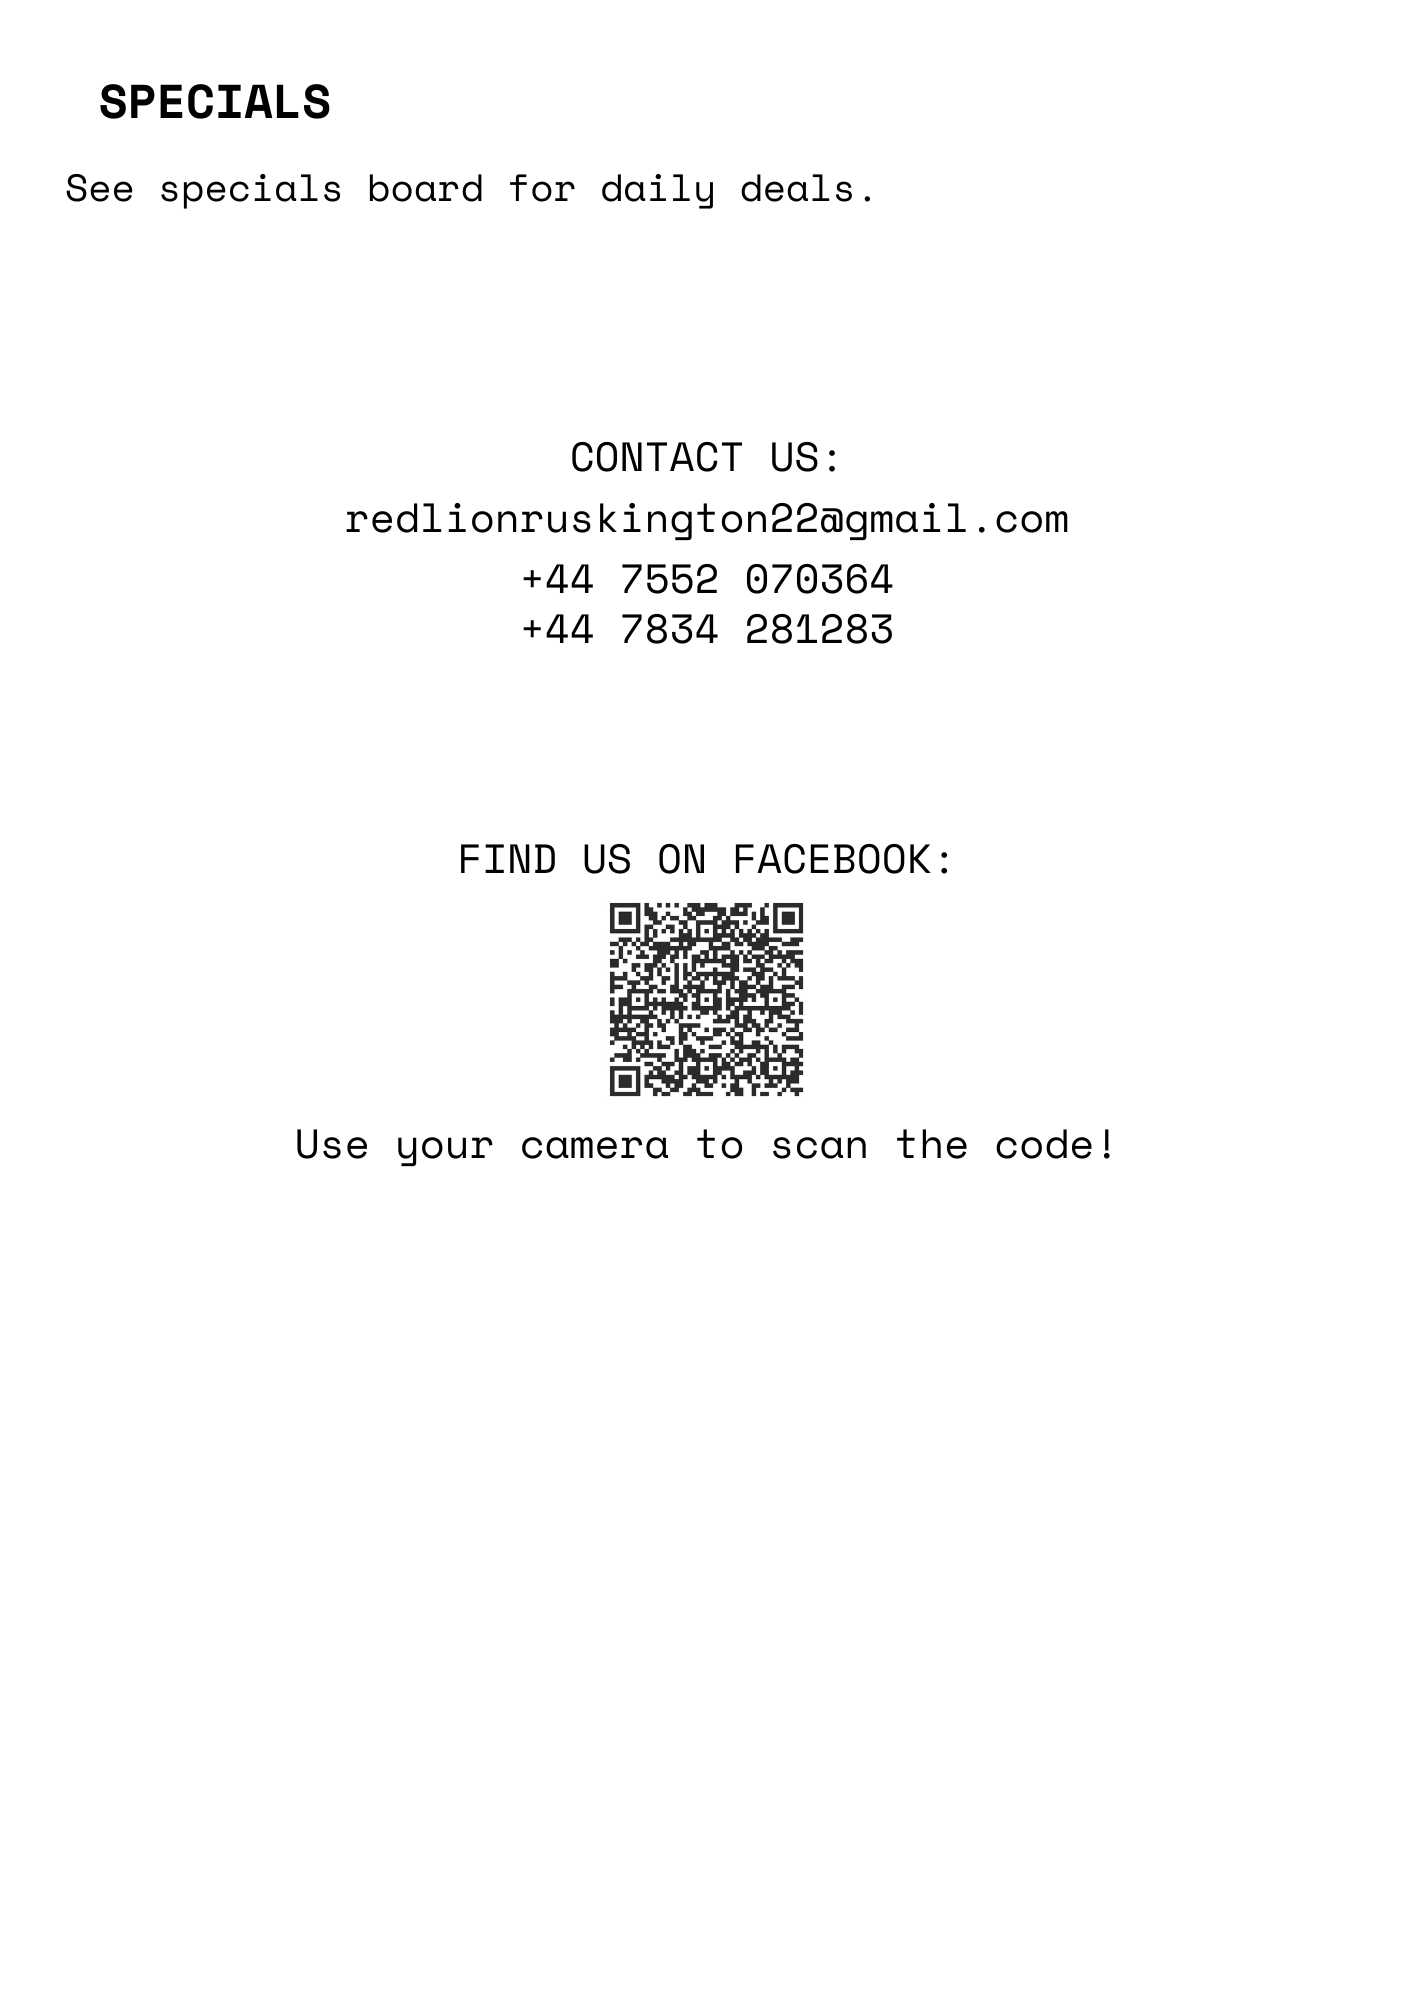 SPECIALS
See specials board for daily deals.
CONTACT US:
redlionruskington22@gmail.com
+44 7552 070364
+44 7834 281283
FIND US ON FACEBOOK:
Use your camera to scan the code!